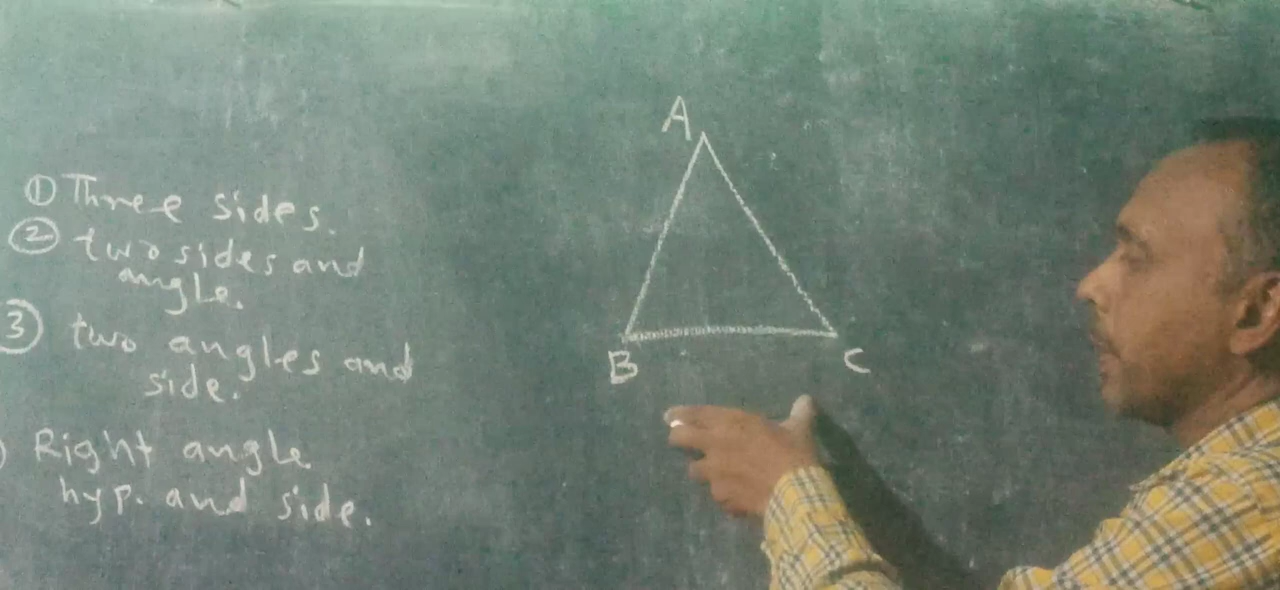 ① Three sides.
② two sides and
angle.
③ two angles and
side.
) Right angle
hyp. and side.
A
B
C